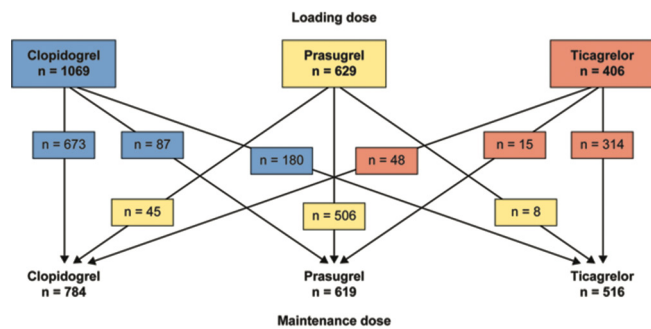 Loading dose
Clopidogrel
n = 1069
Prasugrel
n = 629
Ticagrelor
n = 406
n = 673
n = 87
n = 180
n = 48
n = 15
n = 314
n = 45
n = 506
n = 8
Clopidogrel
n = 784
Prasugrel
n = 619
Ticagrelor
n = 516
Maintenance dose